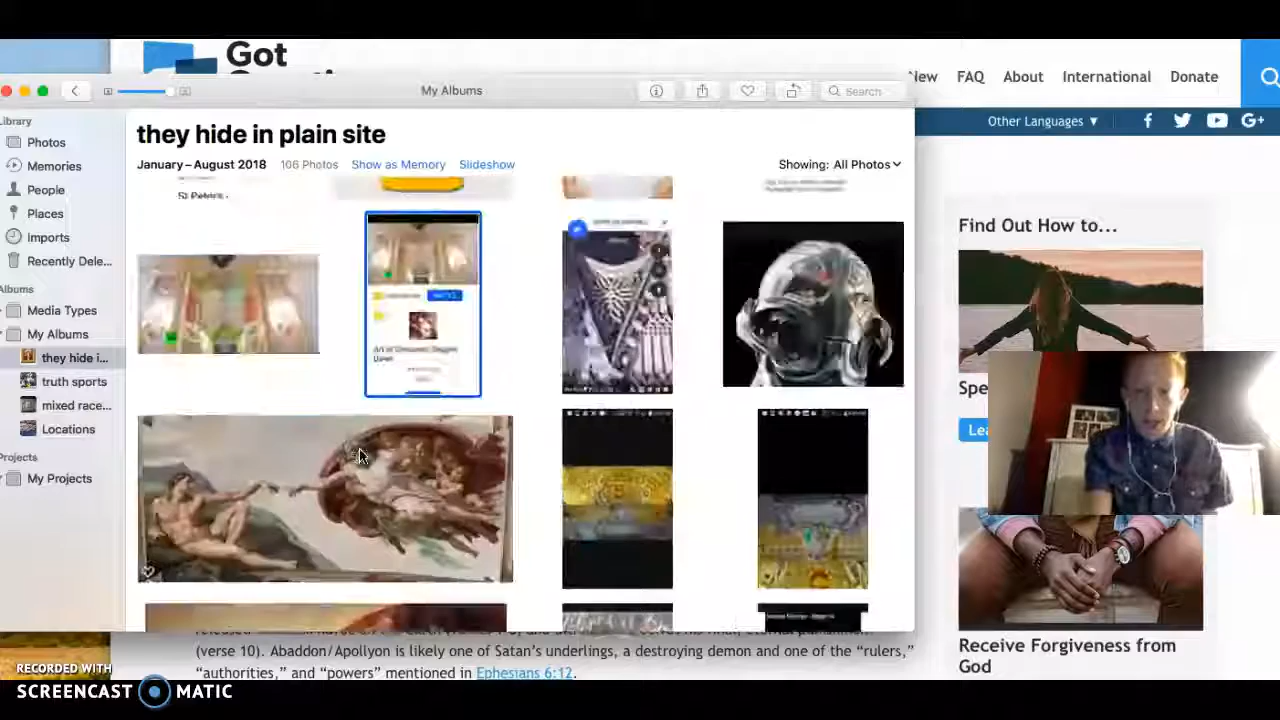 Got
New FAQ About International Donate
My Albums
Search
Other Languages ▼
Library
Photos
Memories
People
Places
Imports
Recently Dele...
Albums
Media Types
My Albums
they hide i...
truth sports
mixed race...
Locations
Projects
My Projects
they hide in plain site
January – August 2018 106 Photos Show as Memory Slideshow
Showing: All Photos
St Peter's
Find Out How to...
Spe
Lea
Receive Forgiveness from
God
(verse 10). Abaddon/Apollyon is likely one of Satan's underlings, a destroying demon and one of the "rulers,"
"authorities," and "powers" mentioned in Ephesians 6:12.
RECORDED WITH
SCREENCAST MATIC